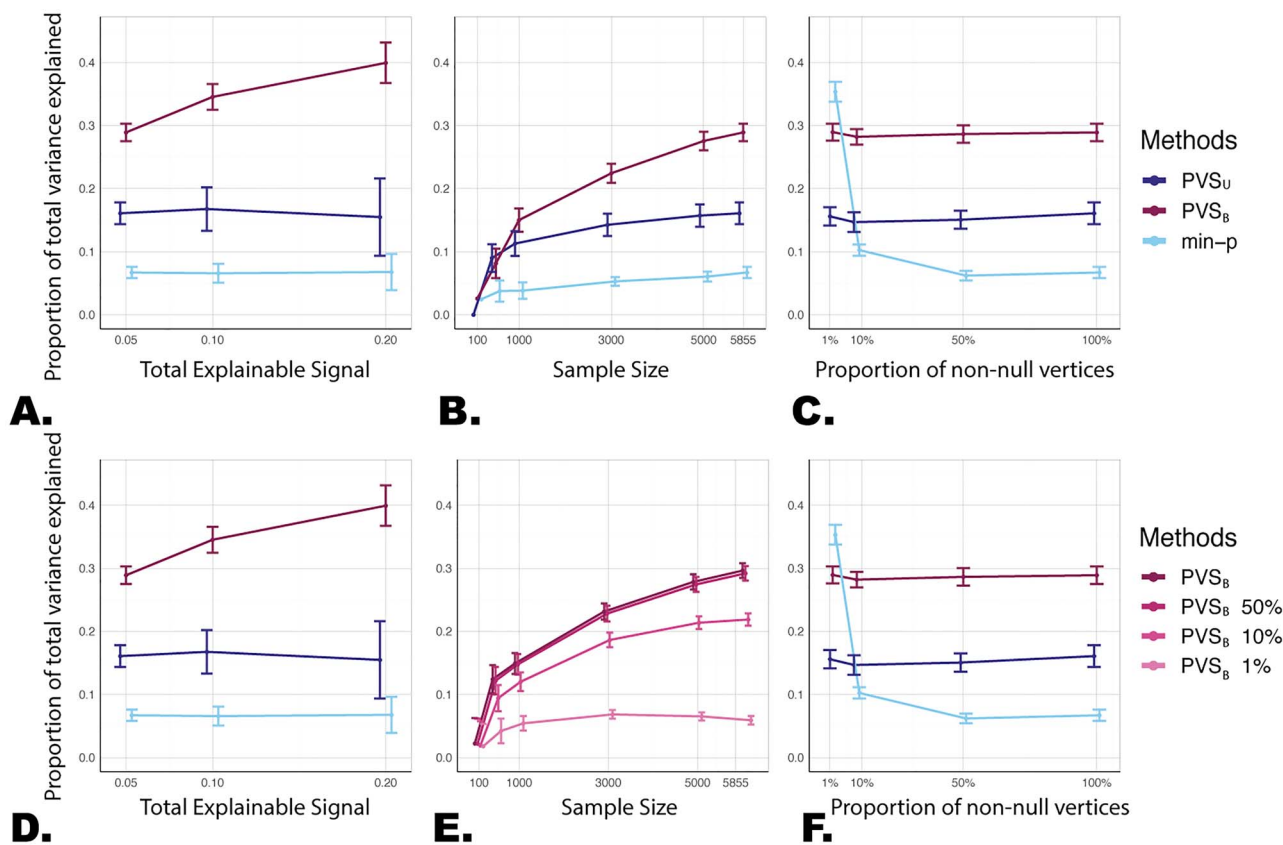 Proportion of total variance explained
0.4
0.3
0.2
0.1
0.0
0.05 0.10 0.20
Total Explainable Signal
A.
0.4
0.3
0.2
0.1
0.0
100 1000 3000 5000 5855
Sample Size
B.
0.4
0.3
0.2
0.1
0.0
1% 10% 50% 100%
Proportion of non-null vertices
C.
Methods
PVSU
PVSB
min-p
Proportion of total variance explained
0.4
0.3
0.2
0.1
0.0
0.05 0.10 0.20
Total Explainable Signal
D.
0.4
0.3
0.2
0.1
0.0
100 1000 3000 5000 5855
Sample Size
E.
0.4
0.3
0.2
0.1
0.0
1% 10% 50% 100%
Proportion of non-null vertices
F.
Methods
PVSB
PVSB 50%
PVSB 10%
PVSB 1%